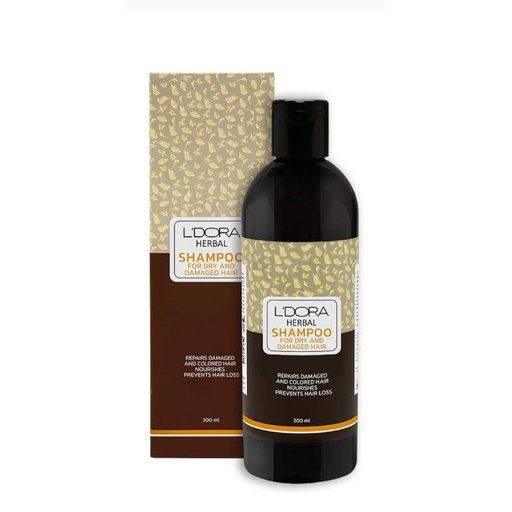 L'DORA
HERBAL
SHAMPOO
FOR DRY AND
DAMAGED HAIR
REPAIRS DAMAGED
AND COLORED HAIR
NOURISHES
PREVENTS HAIR LOSS
300 ml
L'DORA
HERBAL
SHAMPOO
FOR DRY AND
DAMAGED HAIR
REPAIRS DAMAGED
AND COLORED HAIR
NOURISHES
PREVENTS HAIR LOSS
300 ml